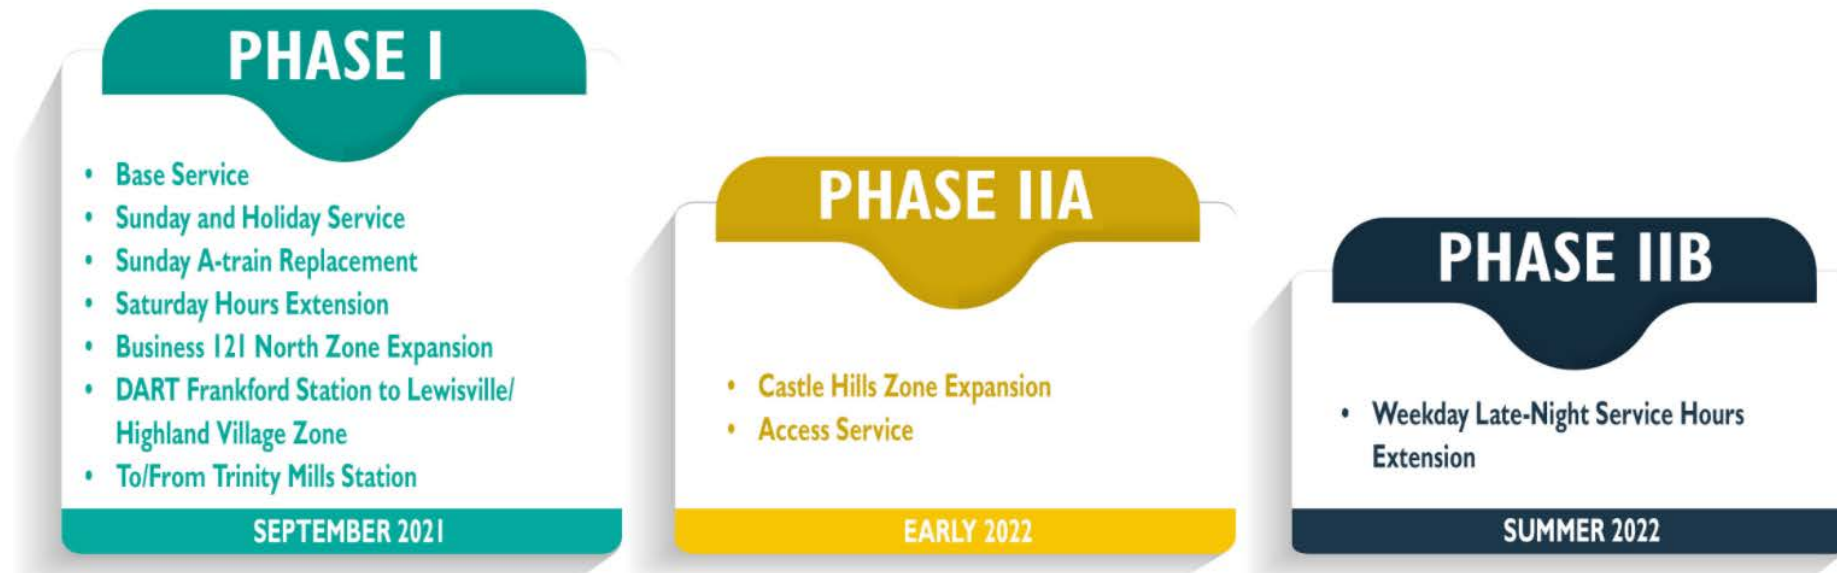 PHASE I
• Base Service
• Sunday and Holiday Service
• Sunday A-train Replacement
• Saturday Hours Extension
• Business 121 North Zone Expansion
• DART Frankford Station to Lewisville/
Highland Village Zone
• To/From Trinity Mills Station
SEPTEMBER 2021
PHASE IIA
• Castle Hills Zone Expansion
• Access Service
EARLY 2022
PHASE IIB
• Weekday Late-Night Service Hours
Extension
SUMMER 2022